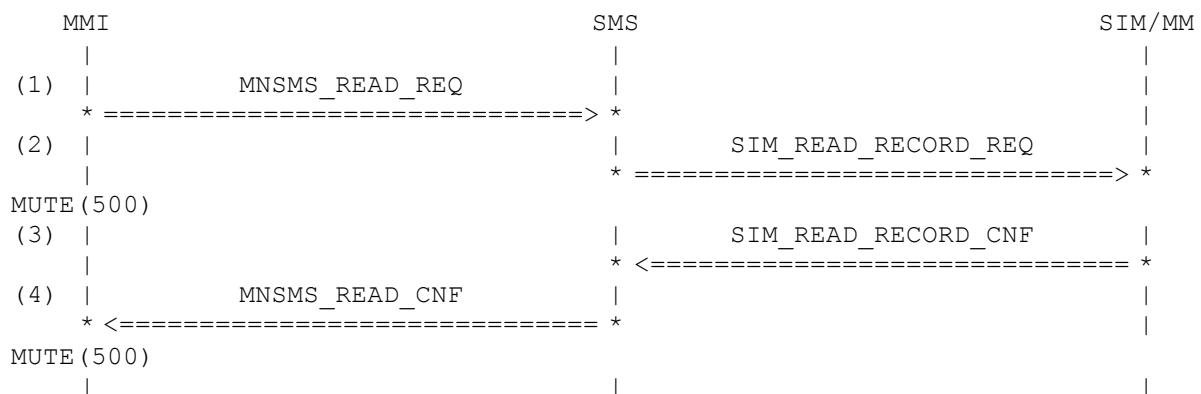 MMI SMS SIM/MM
| | |
(1) | MNSMS_READ_REQ | |
* ==============================> * |
(2) | | SIM_READ_RECORD_REQ |
| * ==============================> *
MUTE(500)
(3) | | SIM_READ_RECORD_CNF |
| * <============================== *
(4) | MNSMS_READ_CNF | |
* <============================== * |
MUTE(500)
| | |